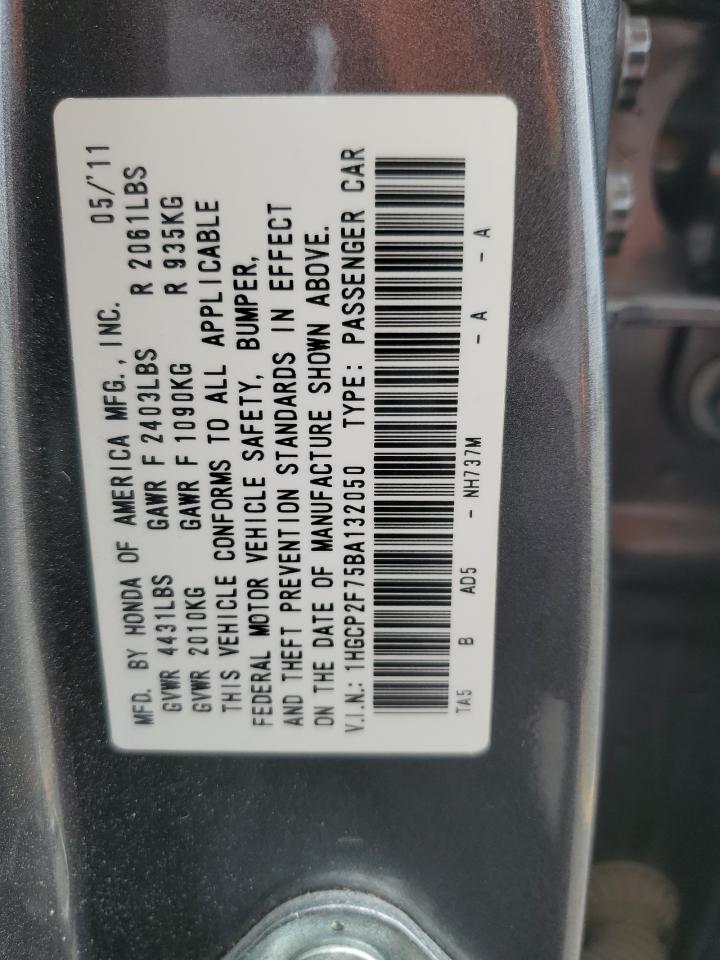 MFD. BY HONDA OF AMERICA MFG., INC. 05/'11
GVWR 4431LBS GAWR F 2403LBS R 2061LBS
GVWR 2010KG GAWR F 1090KG R 935KG
THIS VEHICLE CONFORMS TO ALL APPLICABLE
FEDERAL MOTOR VEHICLE SAFETY, BUMPER,
AND THEFT PREVENTION STANDARDS IN EFFECT
ON THE DATE OF MANUFACTURE SHOWN ABOVE.
V.I.N.: 1HGCP2F75BA132050 TYPE: PASSENGER CAR
TA5 B AD5 - NH737M - A - A